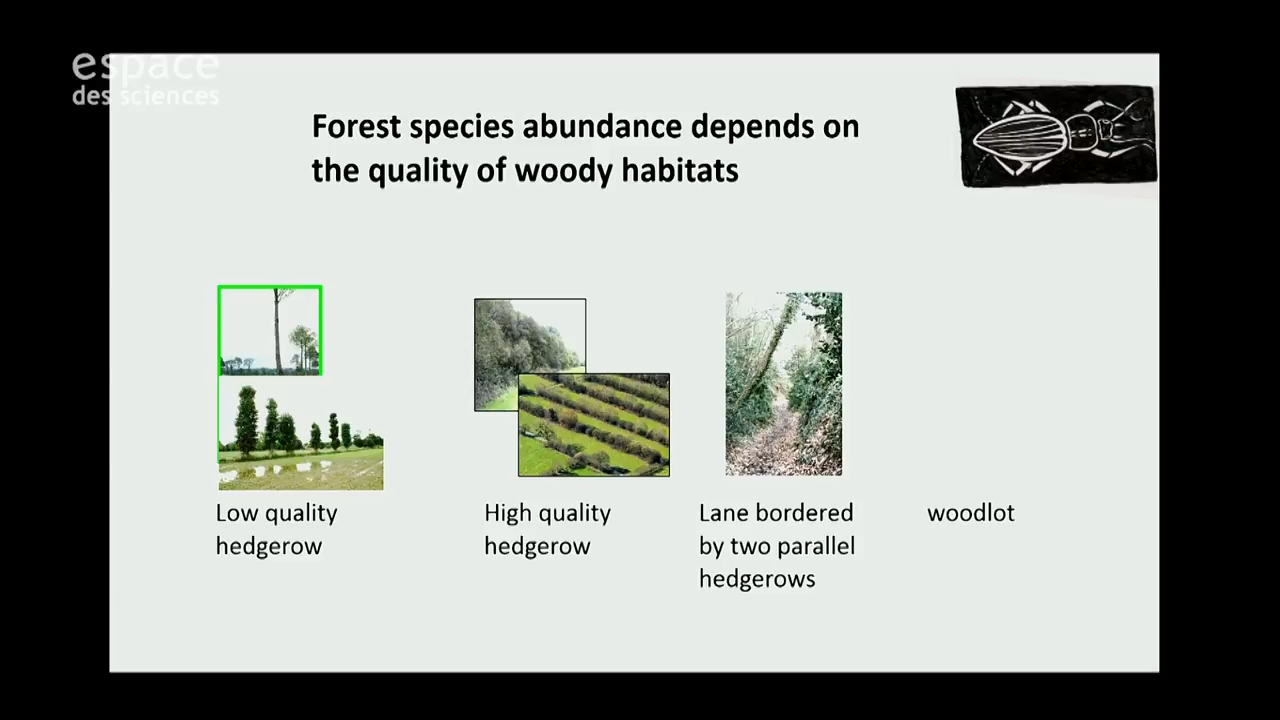 espace
des sciences
Forest species abundance depends on
the quality of woody habitats
Low quality
hedgerow
High quality
hedgerow
Lane bordered
by two parallel
hedgerows
woodlot